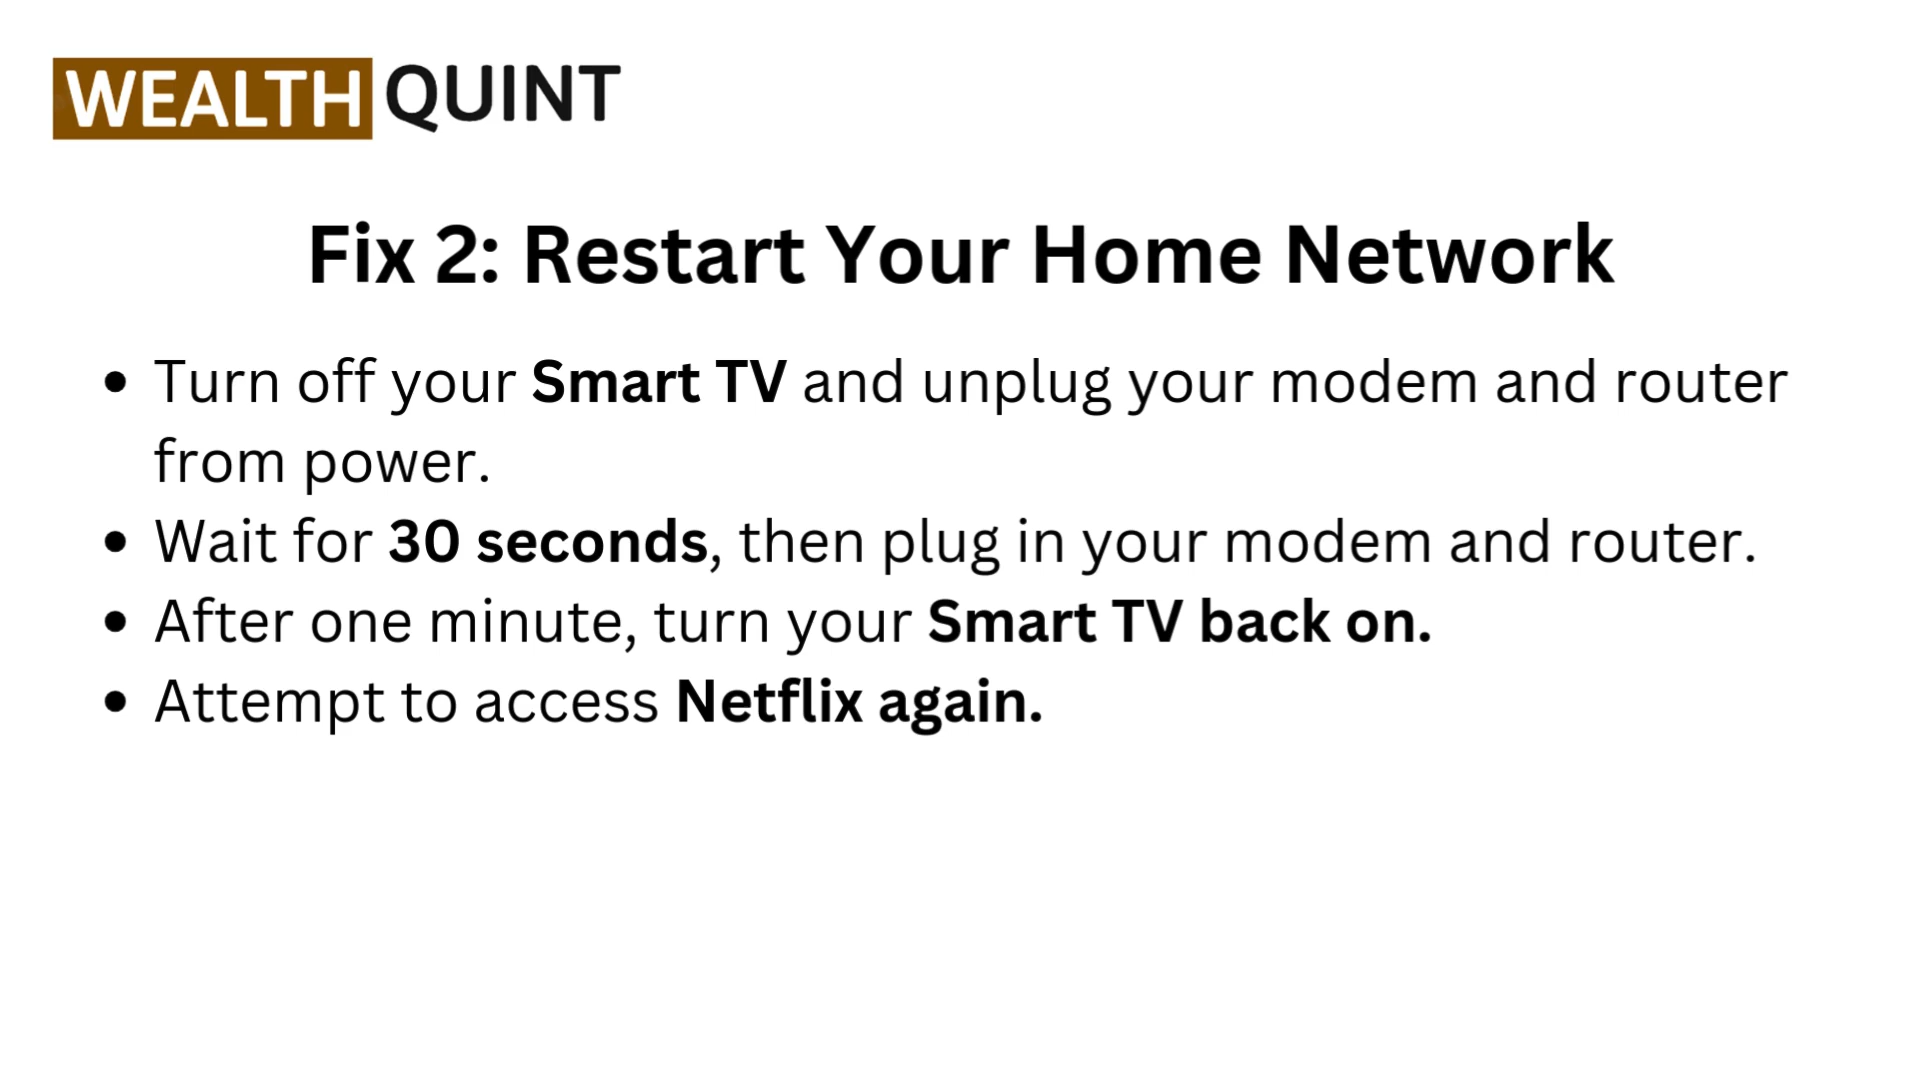 WEALTH QUINT
Fix 2: Restart Your Home Network
• Turn off your Smart TV and unplug your modem and router
from power.
• Wait for 30 seconds, then plug in your modem and router.
• After one minute, turn your Smart TV back on.
• Attempt to access Netflix again.